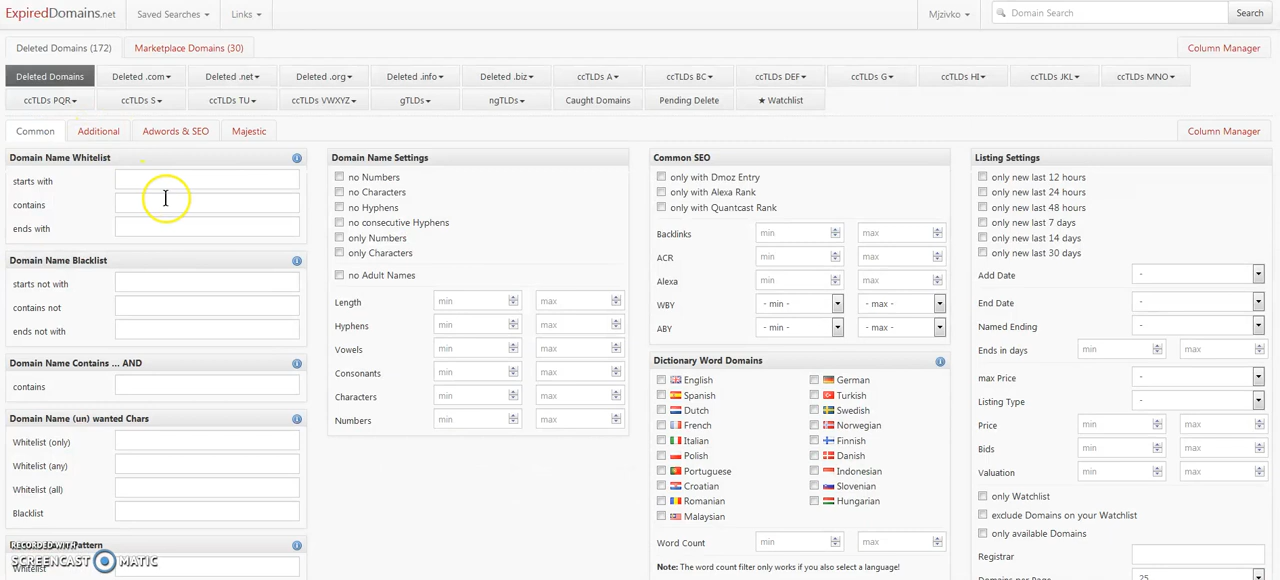 ExpiredDomains.net Saved Searches Links Mjzivko Domain Search Search
Deleted Domains (172) Marketplace Domains (30) Column Manager
Deleted Domains Deleted .com Deleted .net Deleted .org Deleted .info Deleted .biz ccTLDs A ccTLDs BC ccTLDs DEF ccTLDs G ccTLDs HI ccTLDs JKL ccTLDs MNO
ccTLDs PQR ccTLDs S ccTLDs TU ccTLDs VWXYZ gTLDs ngTLDs Caught Domains Pending Delete ★ Watchlist
Common Additional Adwords & SEO Majestic Column Manager
Domain Name Whitelist
starts with
contains
ends with
Domain Name Blacklist
starts not with
contains not
ends not with
Domain Name Contains ... AND
contains
Domain Name (un) wanted Chars
Whitelist (only)
Whitelist (any)
Whitelist (all)
Blacklist
Pattern
Whitelist
RECORDED WITH
SCREENCAST MATIC
Domain Name Settings
no Numbers
no Characters
no Hyphens
no consecutive Hyphens
only Numbers
only Characters
no Adult Names
Length min max
Hyphens min max
Vowels min max
Consonants min max
Characters min max
Numbers min max
Common SEO
only with Dmoz Entry
only with Alexa Rank
only with Quantcast Rank
Backlinks min max
ACR min max
Alexa min max
WBY - min - - max -
ABY - min - - max -
Dictionary Word Domains
English German
Spanish Turkish
Dutch Swedish
French Norwegian
Italian Finnish
Polish Danish
Portuguese Indonesian
Croatian Slovenian
Romanian Hungarian
Malaysian
Word Count min max
Note: The word count filter only works if you also select a language!
Listing Settings
only new last 12 hours
only new last 24 hours
only new last 48 hours
only new last 7 days
only new last 14 days
only new last 30 days
Add Date -
End Date -
Named Ending -
Ends in days min max
max Price -
Listing Type -
Price min max
Bids min max
Valuation min max
only Watchlist
exclude Domains on your Watchlist
only available Domains
Registrar
Domains per Page 25